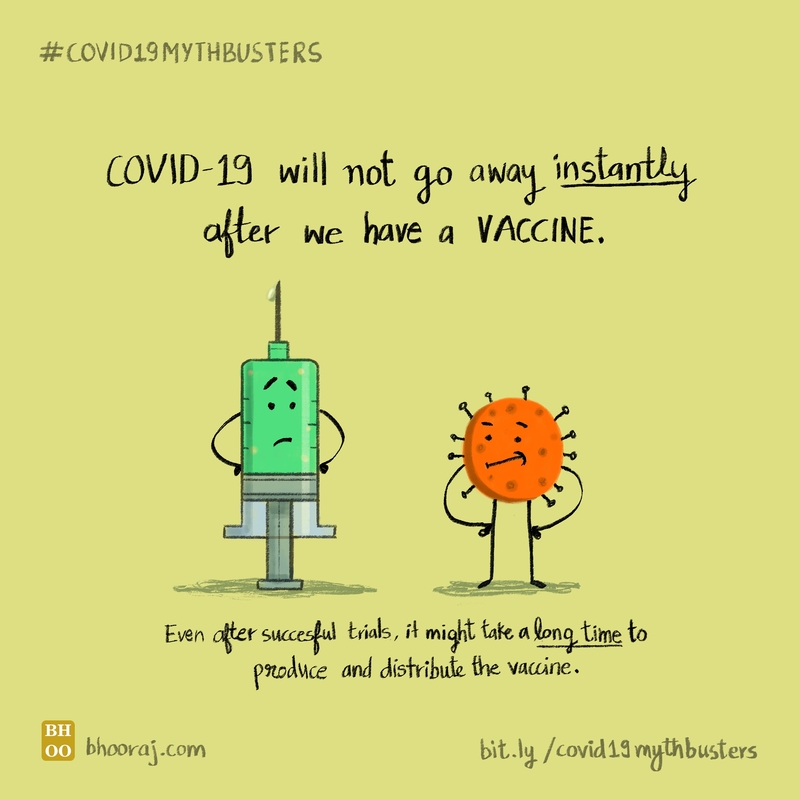 #COVID19MYTHBUSTERS
COVID-19 will not go away instantly
after we have a VACCINE.
Even after succesful trials, it might take a long time to
produce and distribute the vaccine.
BH
OO
bhooraj.com
bit.ly/covid19mythbusters